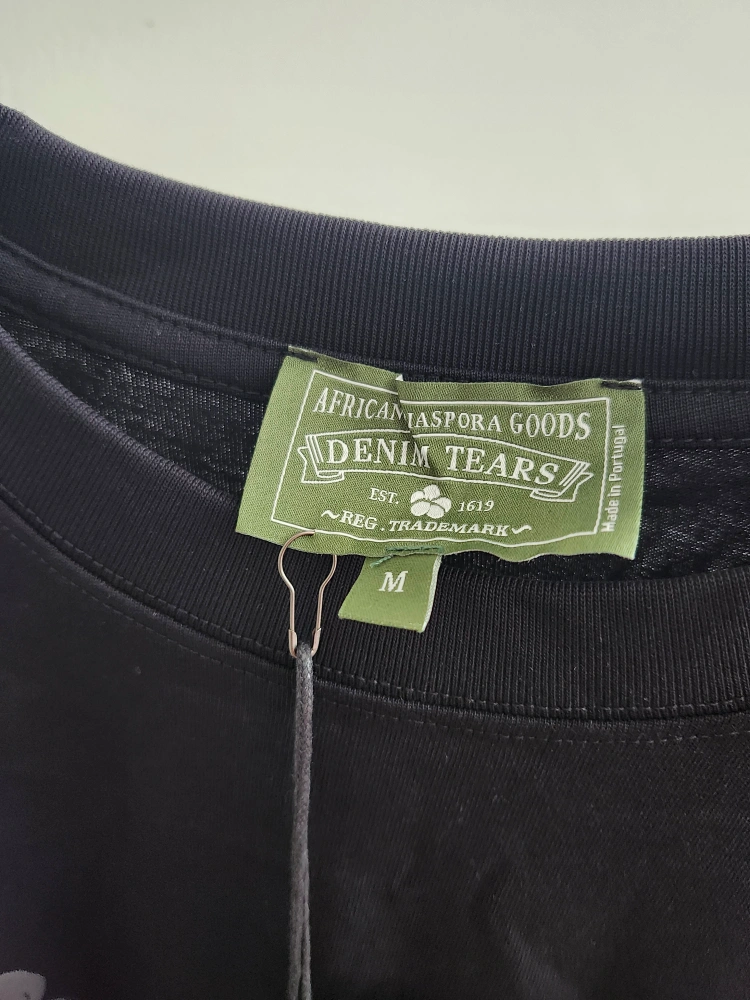 AFRICAN DIASPORA GOODS
DENIM TEARS
EST. 1619
~REG. TRADEMARK~
Made in Portugal
M